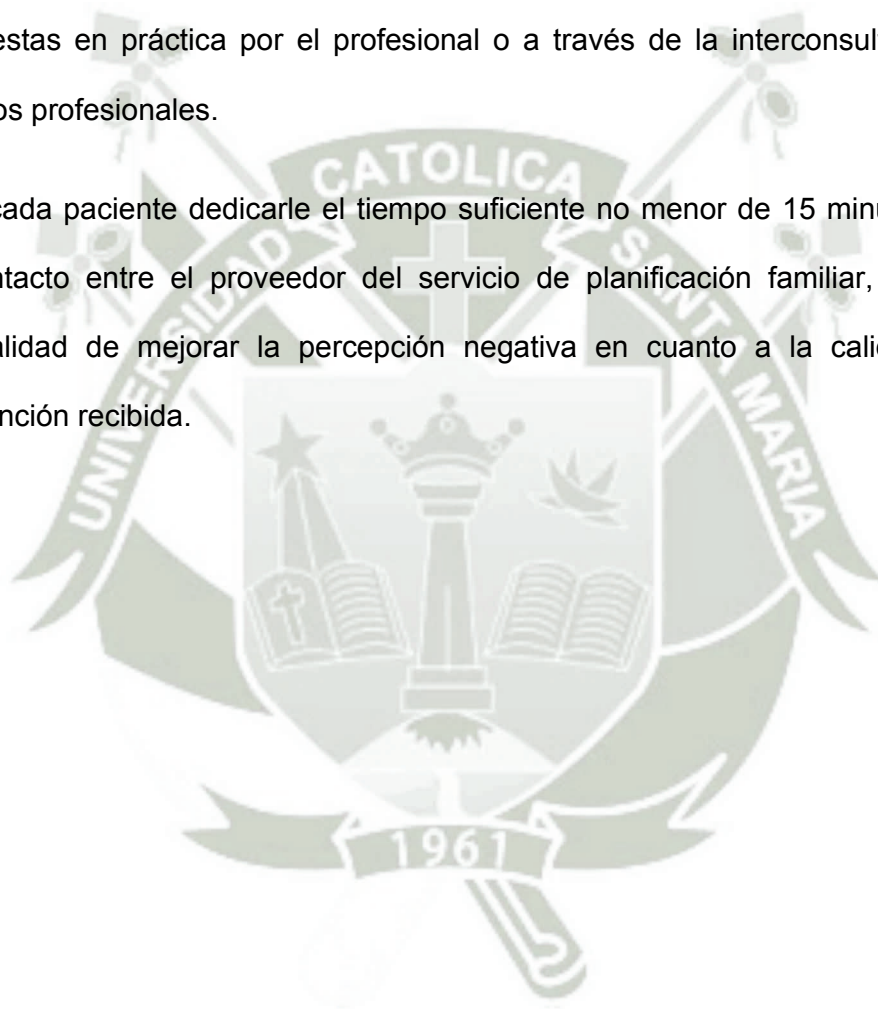 estas en práctica por el profesional o a través de la interconsult
os profesionales.
cada paciente dedicarle el tiempo suficiente no menor de 15 minu
ntacto entre el proveedor del servicio de planificación familiar,
alidad de mejorar la percepción negativa en cuanto a la cali
nción recibida.
UNIVERSIDAD CATOLICA SANTA MARIA
1961